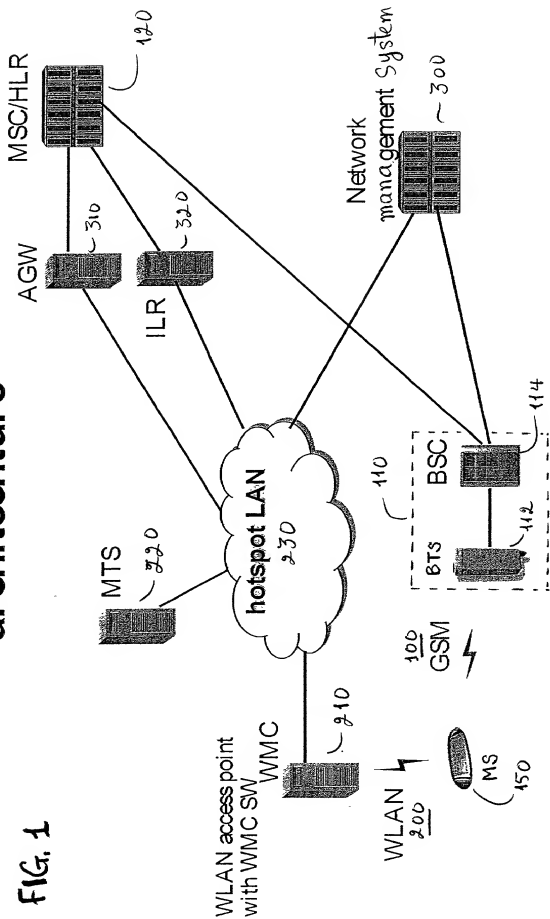 architecture
FIG. 1
MSC/HLR
120
AGW
310
ILR
320
Network
management System
300
MTS
220
hotspot LAN
230
110
BSC
114
BTS
112
WLAN access point
with WMC SW
WMC
210
100
GSM
WLAN
200
MS
150